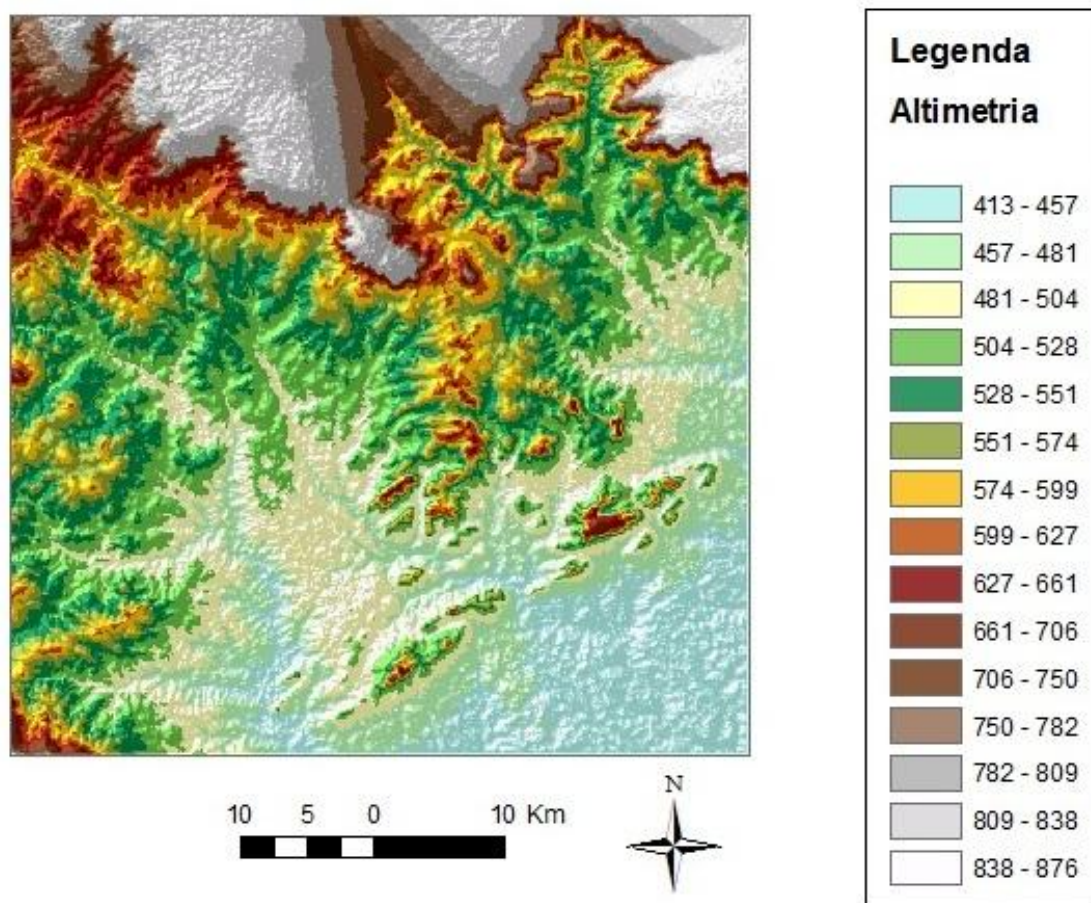 10 5 0 10 Km
N
Legenda
Altimetria
413 - 457
457 - 481
481 - 504
504 - 528
528 - 551
551 - 574
574 - 599
599 - 627
627 - 661
661 - 706
706 - 750
750 - 782
782 - 809
809 - 838
838 - 876